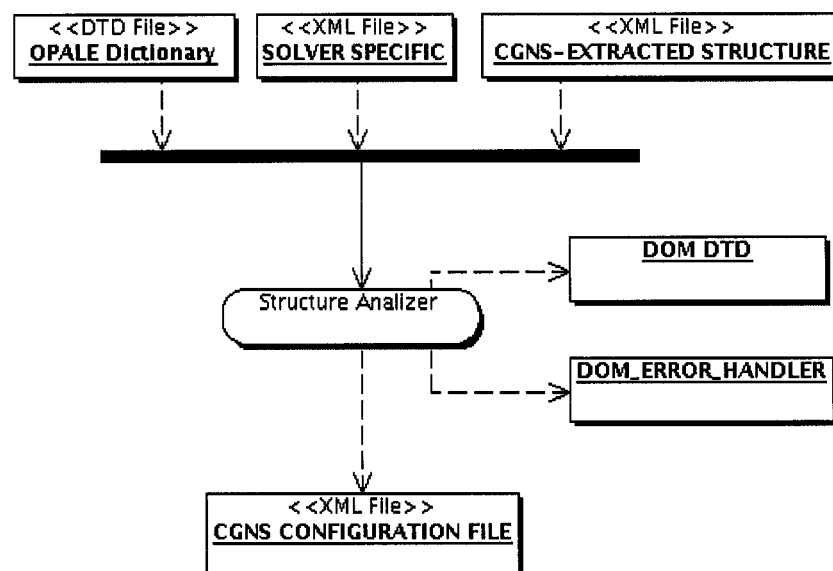 <<DTD File>>
OPALE Dictionary
<<XML File>>
SOLVER SPECIFIC
<<XML File>>
CGNS-EXTRACTED STRUCTURE
DOM DTD
Structure Analizer
DOM_ERROR_HANDLER
<<XML File>>
CGNS CONFIGURATION FILE